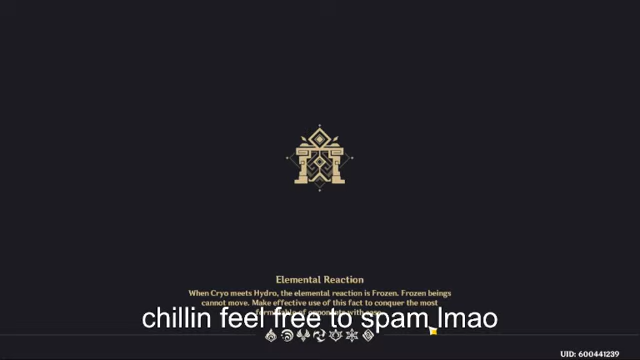 Elemental Reaction
When Cryo meets Hydro, the elemental reaction is Frozen. Frozen beings
cannot move. Make effective use of this fact to conquer the most
chillin feel free to spam lmao
UID: 600441239